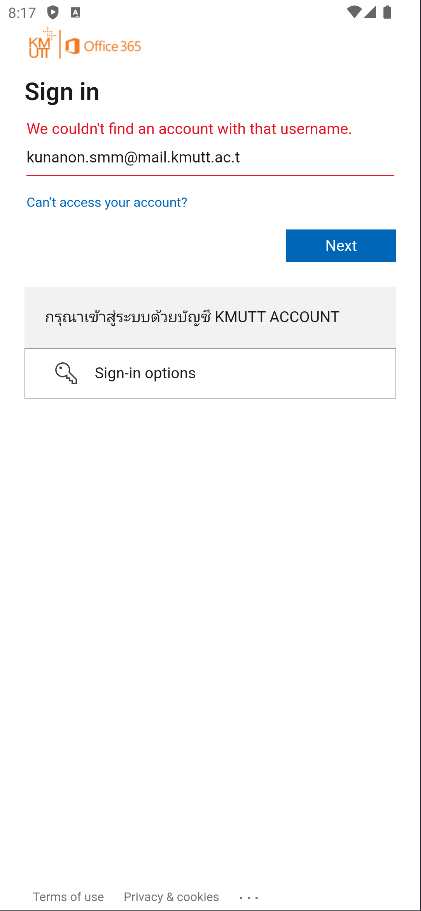 8:17
KM
UTT
Office 365
Sign in
We couldn't find an account with that username.
kunanon.smm@mail.kmutt.ac.t
Can't access your account?
Next
กรุณาเข้าสู่ระบบด้วยบัญชี KMUTT ACCOUNT
Sign-in options
Terms of use Privacy & cookies ...